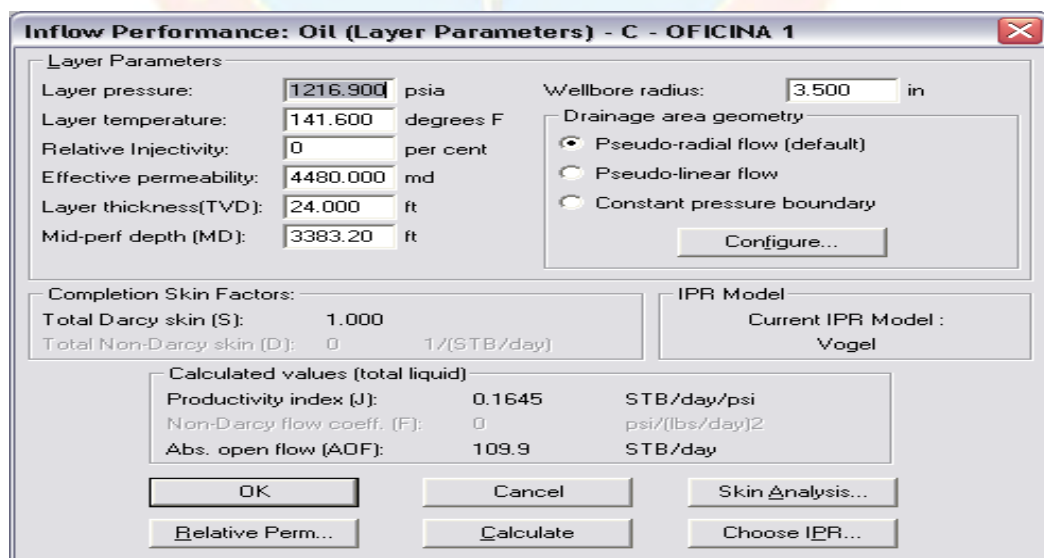 Inflow Performance: Oil (Layer Parameters) - C - OFICINA 1
Layer Parameters
Layer pressure: 1216.900 psia
Layer temperature: 141.600 degrees F
Relative Injectivity: 0 per cent
Effective permeability: 4480.000 md
Layer thickness(TVD): 24.000 ft
Mid-perf depth (MD): 3383.20 ft
Wellbore radius: 3.500 in
Drainage area geometry
Pseudo-radial flow (default)
Pseudo-linear flow
Constant pressure boundary
Configure...
Completion Skin Factors:
Total Darcy skin (S): 1.000
Total Non-Darcy skin (D): 0 1/(STB/day)
IPR Model
Current IPR Model :
Vogel
Calculated values (total liquid)
Productivity index (J): 0.1645 STB/day/psi
Non-Darcy flow coeff. (F): 0 psi/(lbs/day)2
Abs. open flow (AOF): 109.9 STB/day
OK Cancel Skin Analysis...
Relative Perm... Calculate Choose IPR...